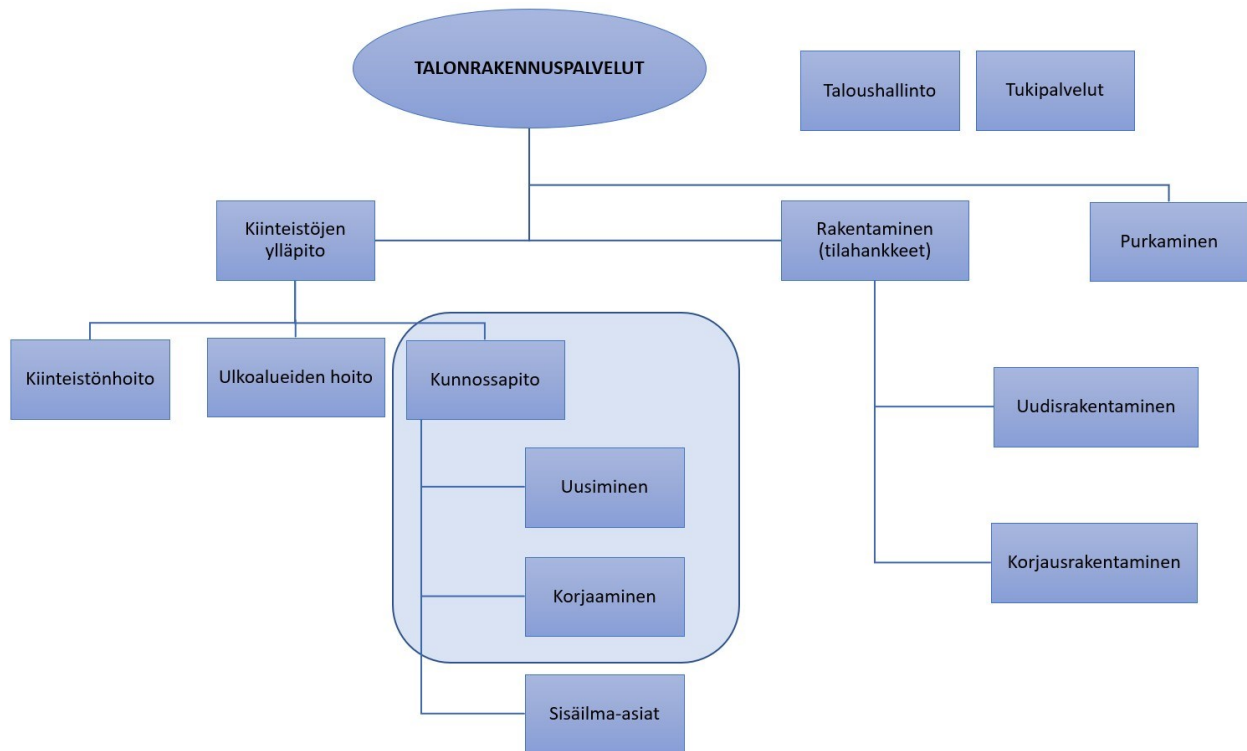 TALONRAKENNUSPALVELUT
Taloushallinto
Tukipalvelut
Kiinteistöjen
ylläpito
Rakentaminen
(tilahankkeet)
Purkaminen
Kiinteistönhoito
Ulkoalueiden hoito
Kunnossapito
Uudisrakentaminen
Uusiminen
Korjausrakentaminen
Korjaaminen
Sisäilma-asiat